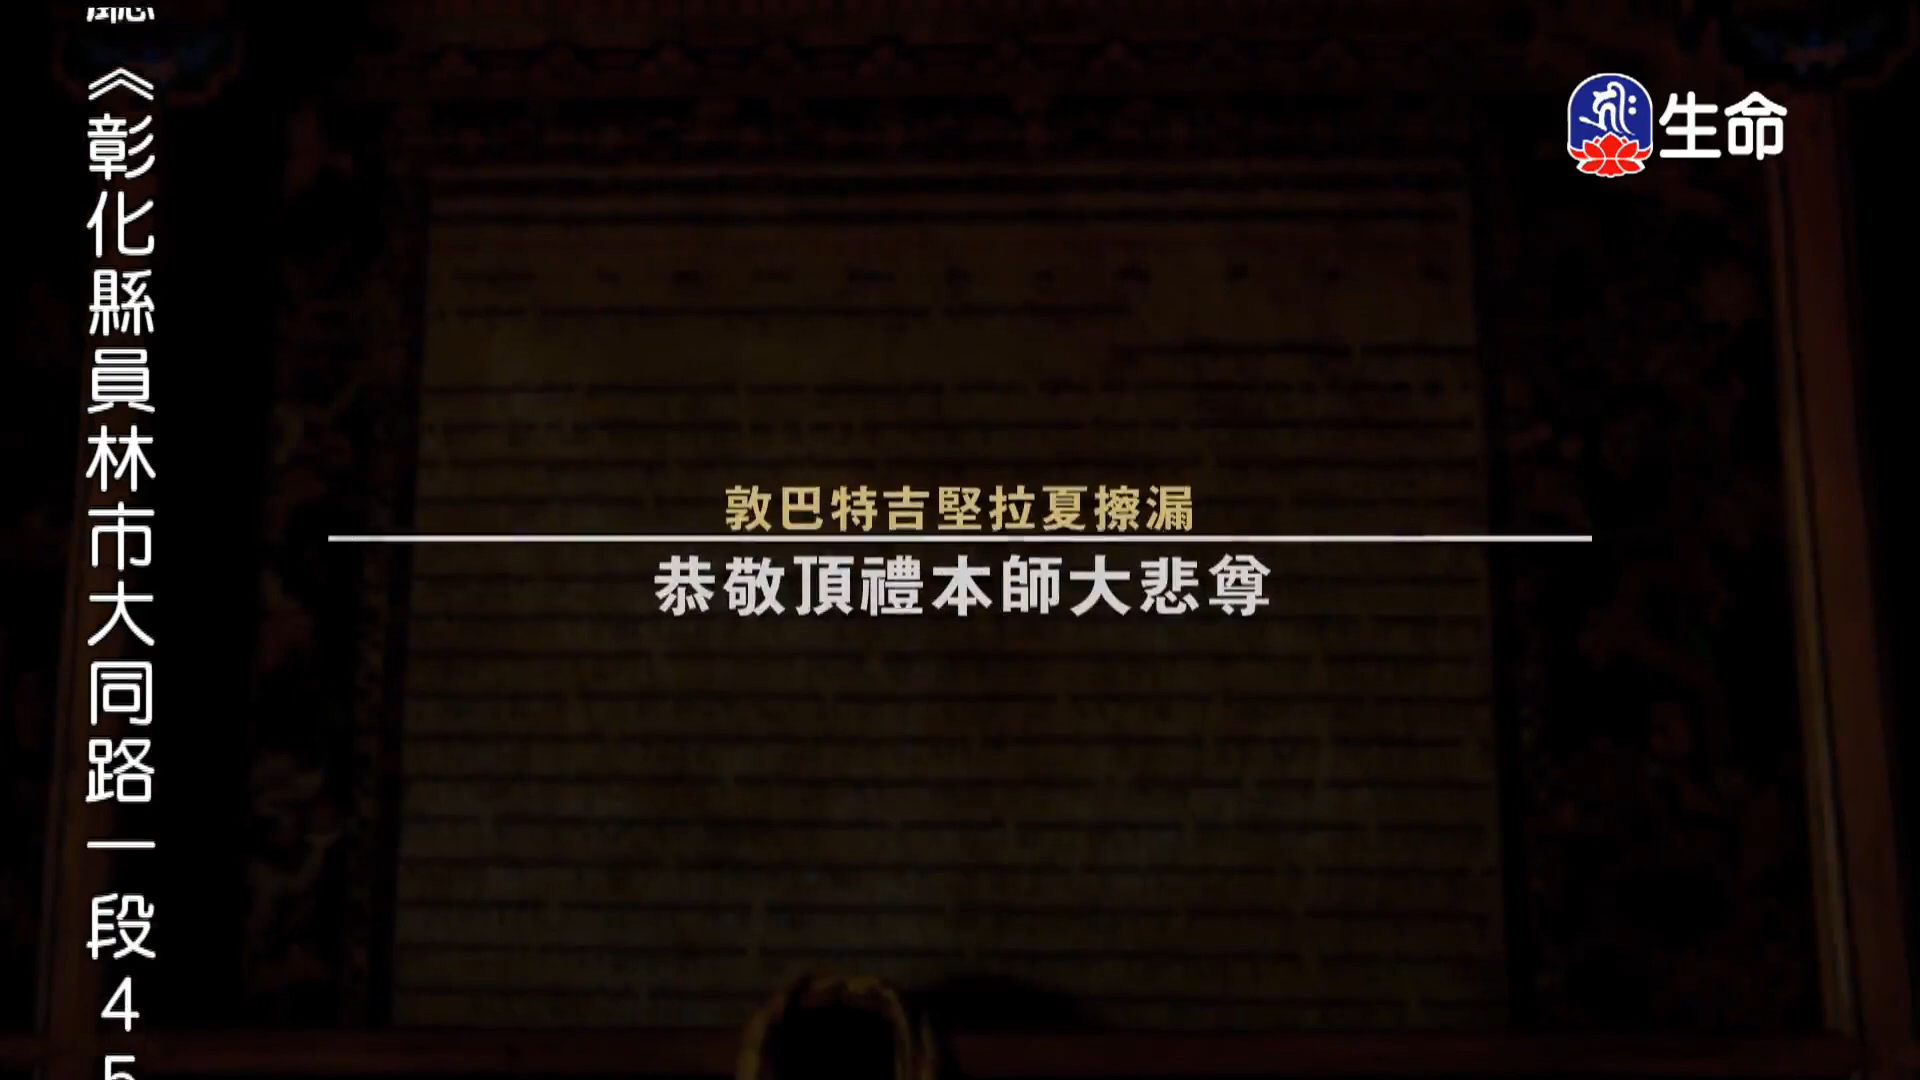 《彰化縣員林市大同路一段45
生命
敦巴特吉堅拉夏擦漏
恭敬頂禮本師大悲尊